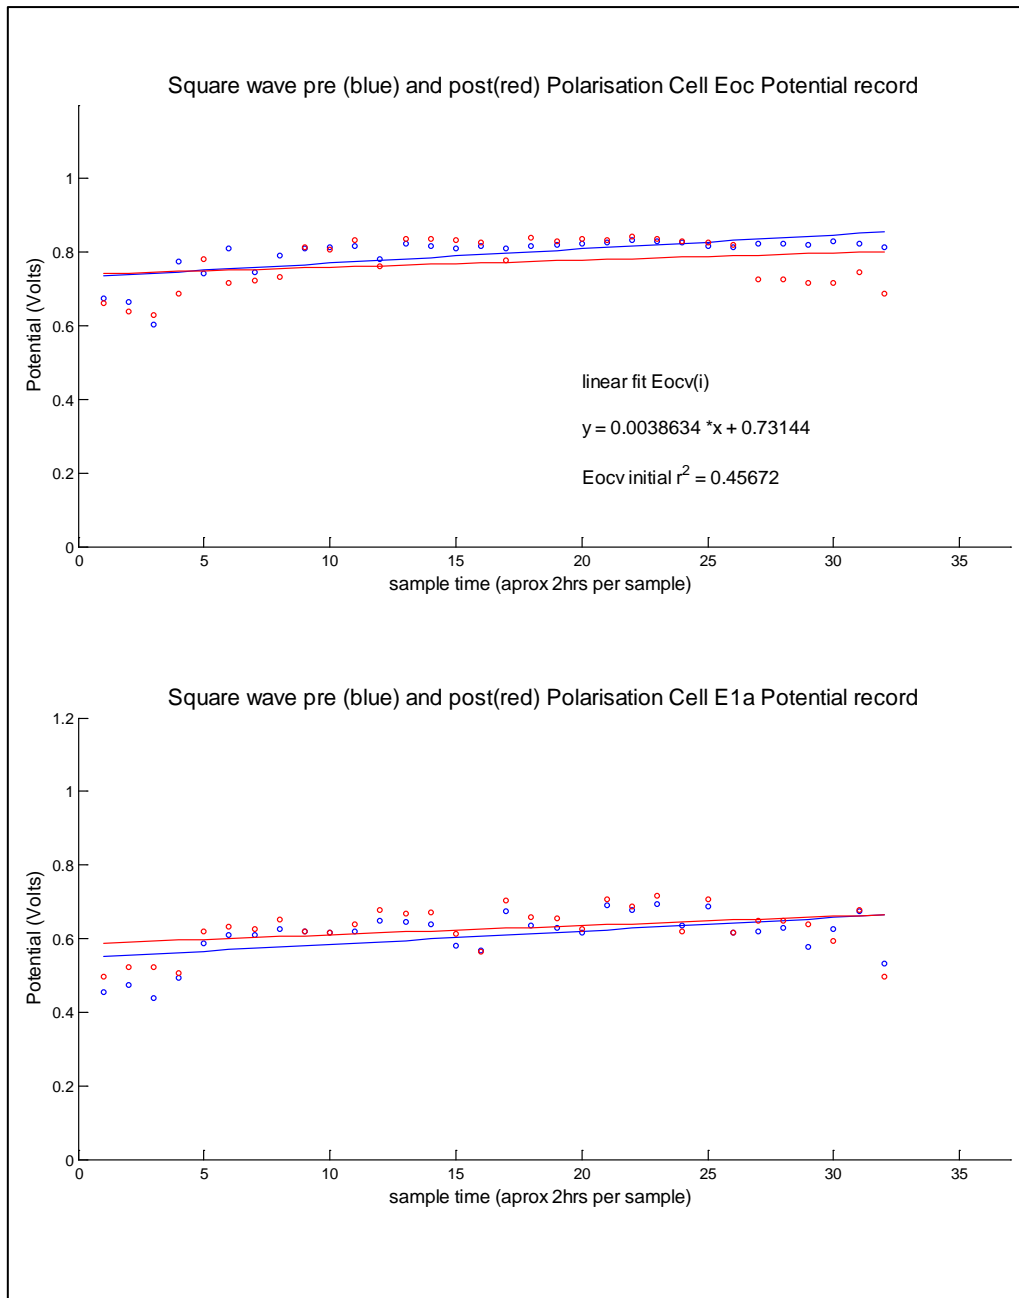 Square wave pre (blue) and post(red) Polarisation Cell Eoc Potential record
1
0.8
0.6
0.4
0.2
0
Potential (Volts)
linear fit Eocv(i)
y = 0.0038634 *x + 0.73144
Eocv initial r² = 0.45672
0 5 10 15 20 25 30 35
sample time (aprox 2hrs per sample)
Square wave pre (blue) and post(red) Polarisation Cell E1a Potential record
1.2
1
0.8
0.6
0.4
0.2
0
Potential (Volts)
0 5 10 15 20 25 30 35
sample time (aprox 2hrs per sample)